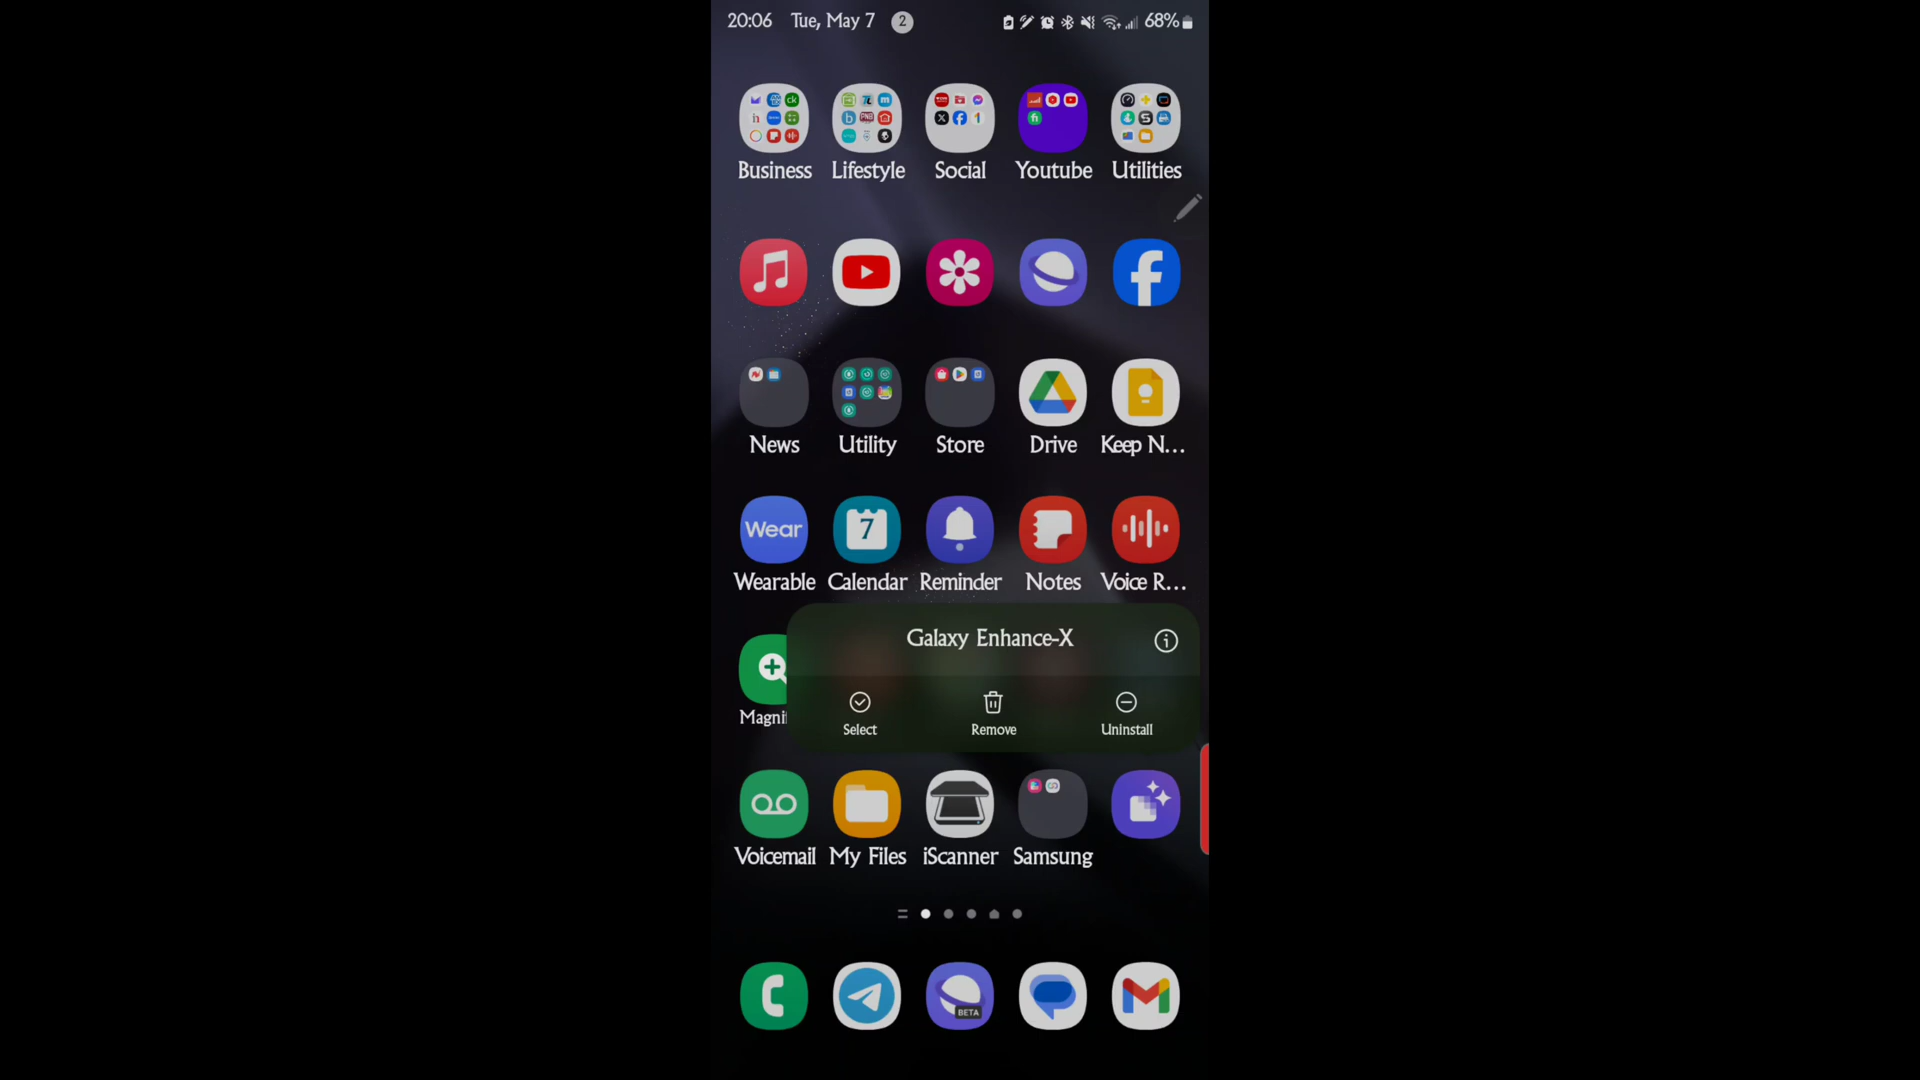 20:06 Tue, May 7 2 68%
Business Lifestyle Social Youtube Utilities
News Utility Store Drive Keep N...
Wear 7
Wearable Calendar Reminder Notes Voice R...
Galaxy Enhance-X
Magni
Select Remove Uninstall
Voicemail My Files iScanner Samsung
BETA